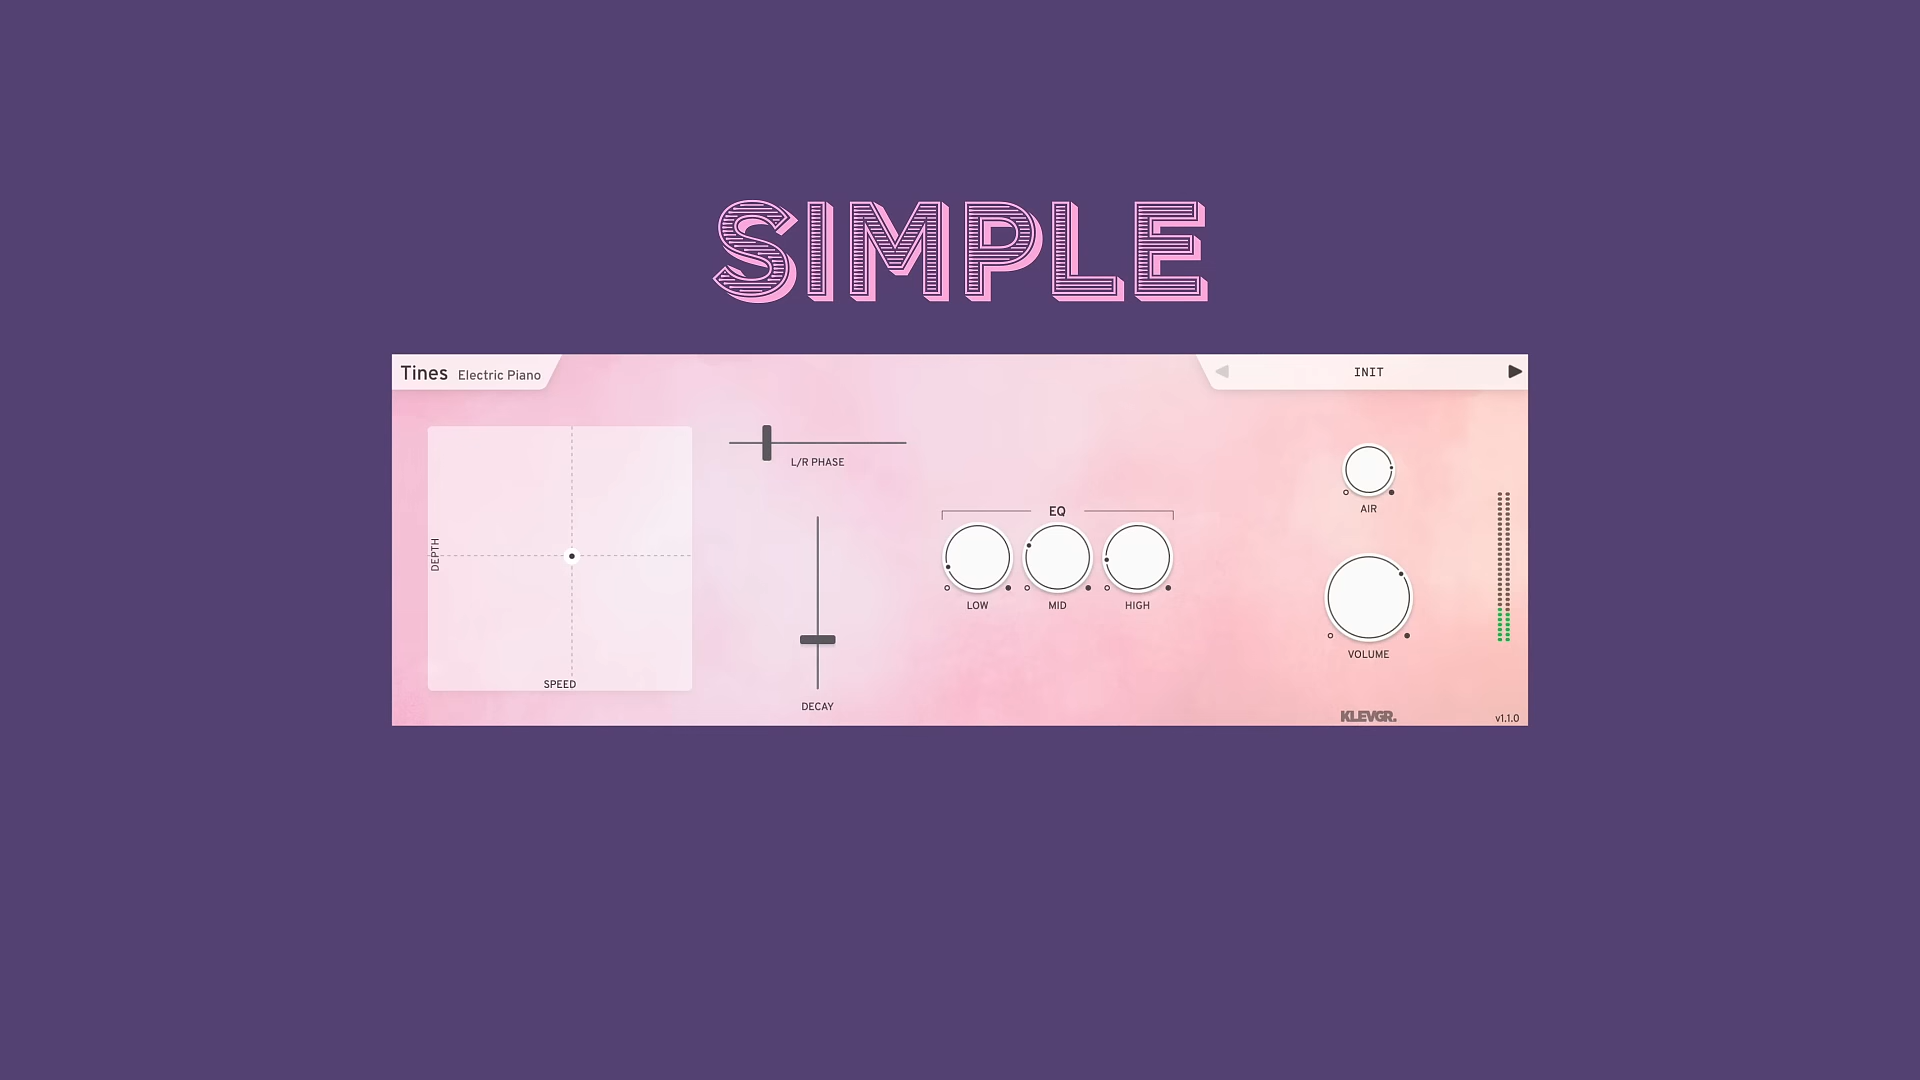 SIMPLE
Tines Electric Piano
INIT
L/R PHASE
DEPTH
SPEED
DECAY
EQ
LOW MID HIGH
AIR
VOLUME
KLEVGR.
v1.1.0